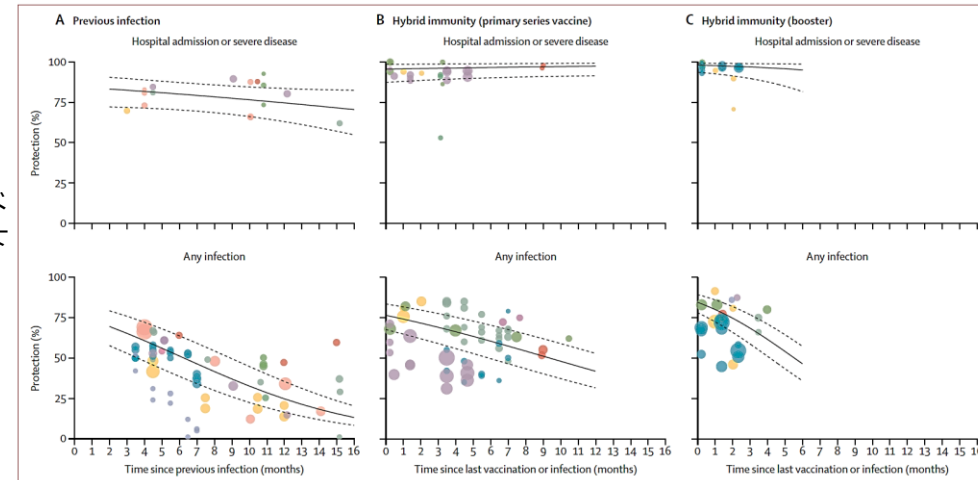 A Previous infection
B Hybrid immunity (primary series vaccine)
C Hybrid immunity (booster)
Hospital admission or severe disease
Hospital admission or severe disease
Hospital admission or severe disease
Protection (%)
100
75
50
25
0
Any infection
Any infection
Any infection
Protection (%)
100
75
50
25
0
0 1 2 3 4 5 6 7 8 9 10 11 12 13 14 15 16
0 1 2 3 4 5 6 7 8 9 10 11 12 13 14 15 16
0 1 2 3 4 5 6 7 8 9 10 11 12 13 14 15
Time since previous infection (months)
Time since last vaccination or infection (months)
Time since last vaccination or infection (months)